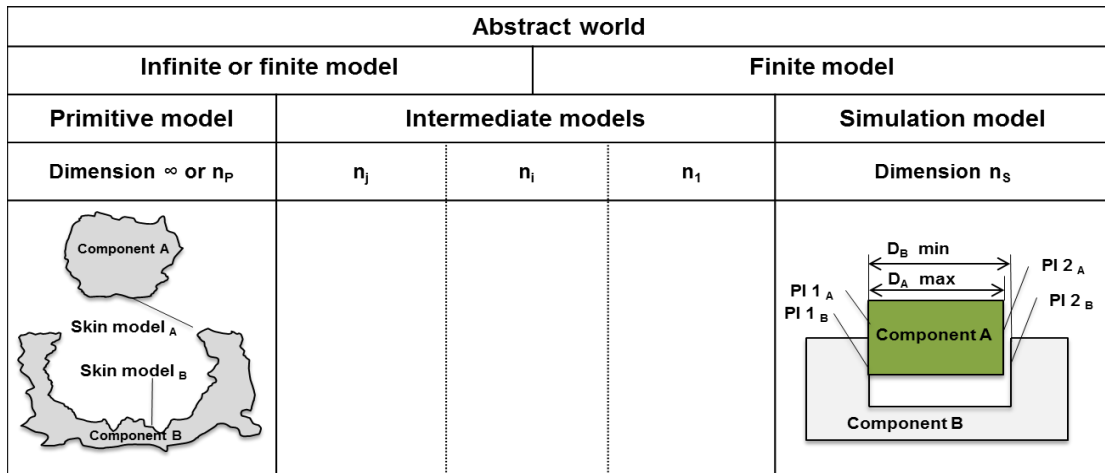 Abstract world
Infinite or finite model
Finite model
Primitive model
Intermediate models
Simulation model
Dimension ∞ or nP
nj
ni
n1
Dimension nS
Component A
Skin model A
Skin model B
Component B
DB min
DA max
Pl 1 A
Pl 1 B
Pl 2 A
Pl 2 B
Component A
Component B